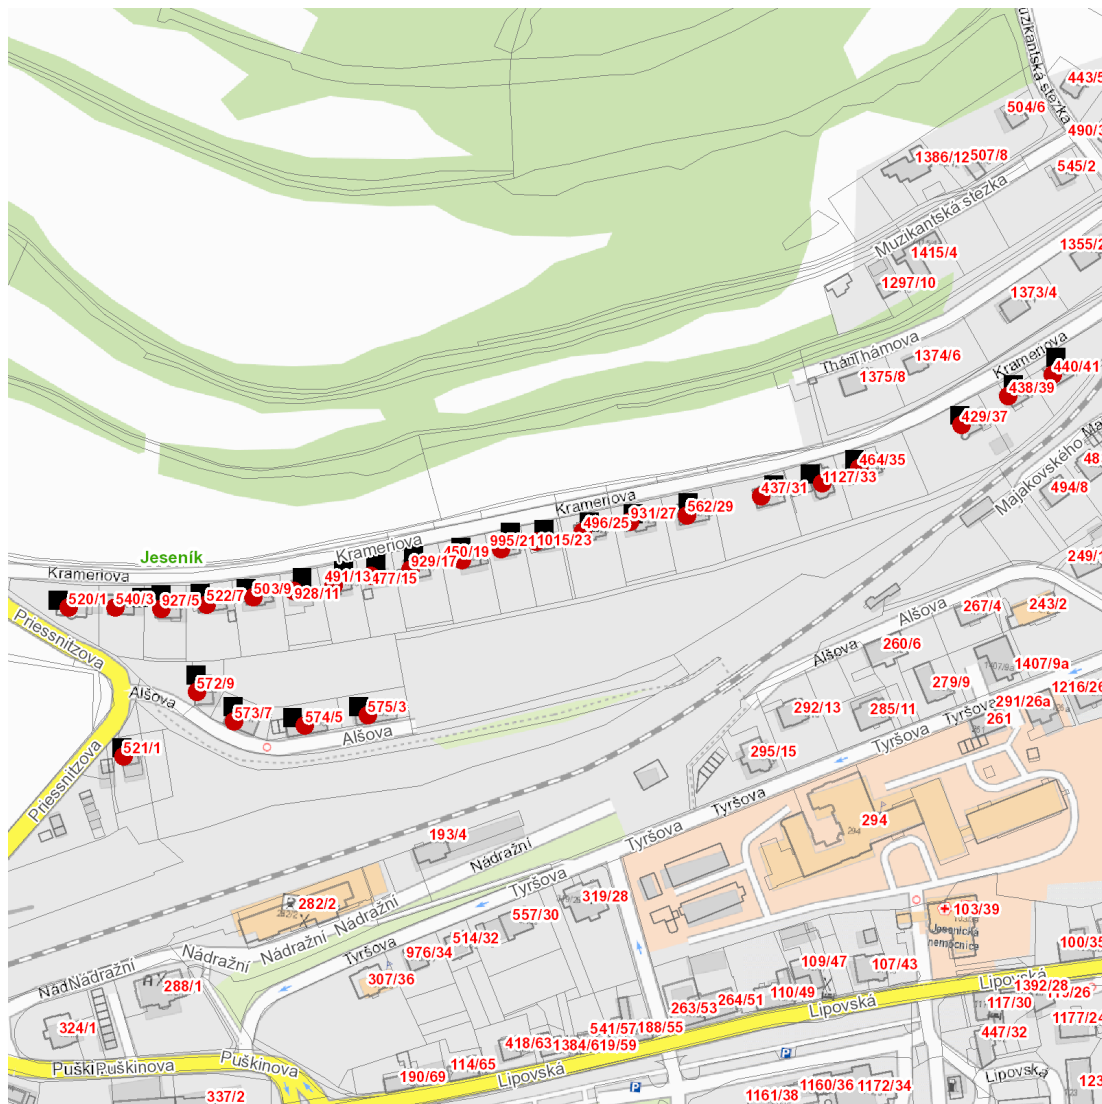 Muzikantská stezka
443/5
504/6
490/3
1386/12
507/8
545/2
Muzikantská stezka
1415/4
1355/2
1297/10
1373/4
Thámova
1374/6
Krameriova
1375/8
440/41
438/39
429/37
Majakovského
464/35
1127/33
437/31
494/8
Krameriova
562/29
931/27
496/25
1015/23
995/21
Krameriova
450/19
929/17
477/15
491/13
928/11
503/9
522/7
927/5
540/3
520/1
Jeseník
Krameriova
Priessnitzova
249/1
Alšova
267/4
243/2
260/6
Alšova
1407/9a
1407/9a
279/9
572/9
Alšova
573/7
574/5
575/3
Alšova
292/13
285/11
Tyršova
291/26a
1216/26
261
521/1
Priessnitzova
295/15
Tyršova
Tyršova
294
193/4
Nádražní
Tyršova
282/2
Nádražní
Nádražní
Nádražní
Nádražní
Tyršova
319/28
557/30
514/32
976/34
Tyršova
307/36
103/39
Jesenická
nemocnice
100/35
288/1
324/1
109/47
107/43
110/49
264/51
263/53
Lipovská
Lipovská
1392/28
117/30
1177/24
447/32
188/55
541/57
619/59
1384/6
418/63
114/65
190/69
Lipovská
Lipovská
Puškinova
Puškinova
337/2
1161/38
1160/36
1172/34